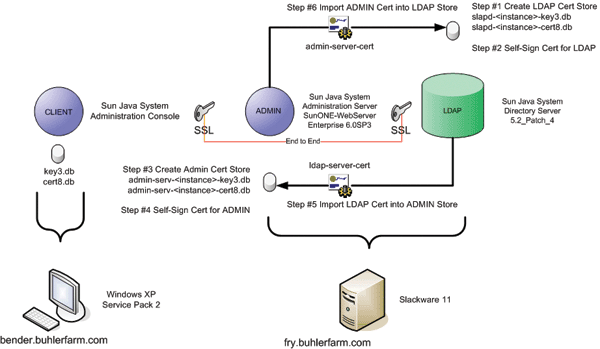 Step #6 Import ADMIN Cert into LDAP Store
admin-server-cert
Step #1 Create LDAP Cert Store
slapd-<instance>-key3.db
slapd-<instance>-cert8.db
Step #2 Self-Sign Cert for LDAP
CLIENT
Sun Java System
Administration Console
SSL
ADMIN
Sun Java System
Administration Server
SunONE-WebServer
Enterprise 6.0SP3
SSL
End to End
LDAP
Sun Java System
Directory Server
5.2_Patch_4
key3.db
cert8.db
Step #3 Create Admin Cert Store
admin-serv-<instance>-key3.db
admin-serv-<instance>-cert8.db
Step #4 Self-Sign Cert for ADMIN
ldap-server-cert
Step #5 Import LDAP Cert into ADMIN Store
Windows XP
Service Pack 2
bender.buhlerfarm.com
Slackware 11
fry.buhlerfarm.com